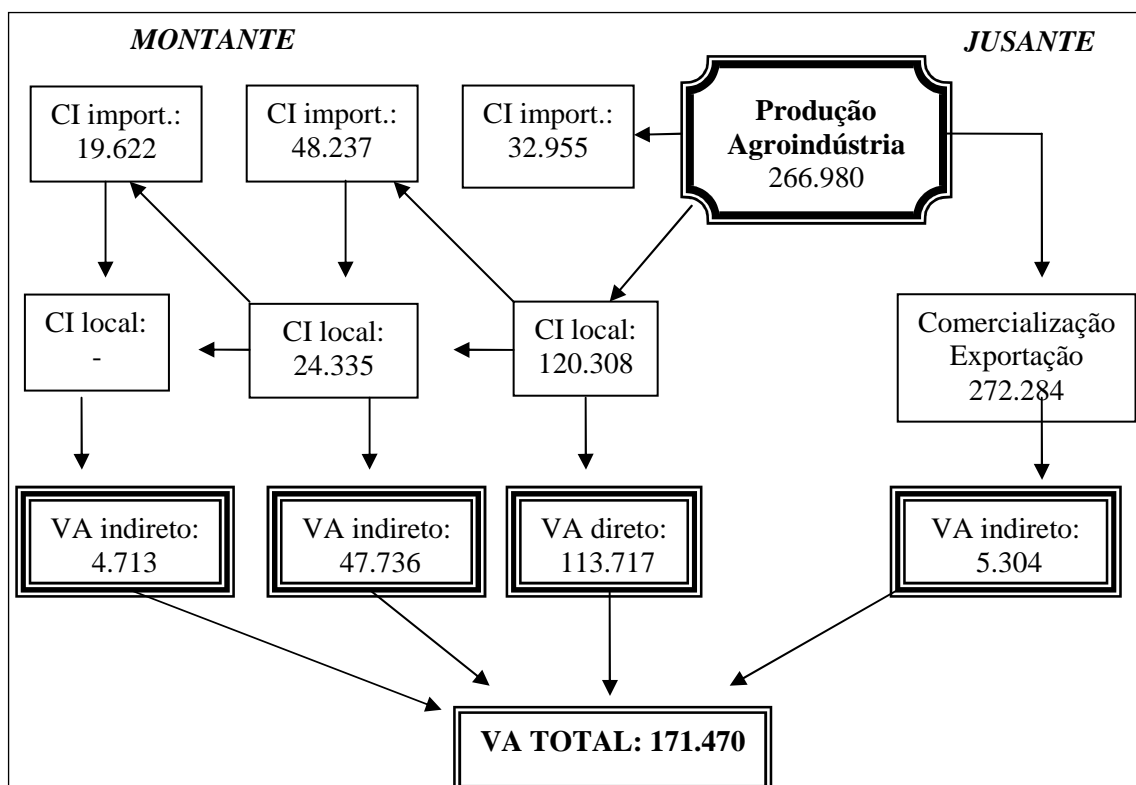 MONTANTE
JUSANTE
CI import.:
19.622
CI import.:
48.237
CI import.:
32.955
Produção
Agroindústria
266.980
CI local:
-
CI local:
24.335
CI local:
120.308
Comercialização
Exportação
272.284
VA indireto:
4.713
VA indireto:
47.736
VA direto:
113.717
VA indireto:
5.304
VA TOTAL: 171.470